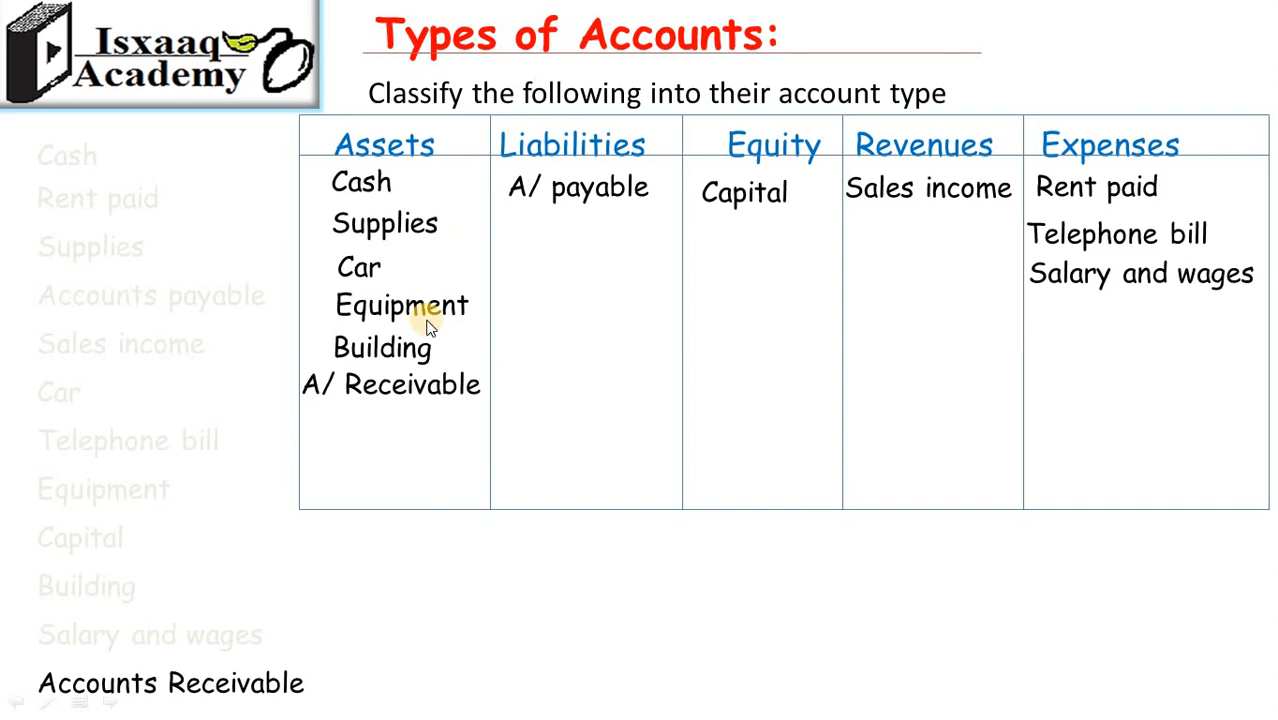 Isxaaq
Academy
Types of Accounts:
Classify the following into their account type
Cash
Rent paid
Supplies
Accounts payable
Sales income
Car
Telephone bill
Equipment
Capital
Building
Salary and wages
Accounts Receivable
Assets Liabilities Equity Revenues Expenses
Cash A/ payable Capital Sales income Rent paid
Supplies Telephone bill
Car Salary and wages
Equipment
Building
A/ Receivable